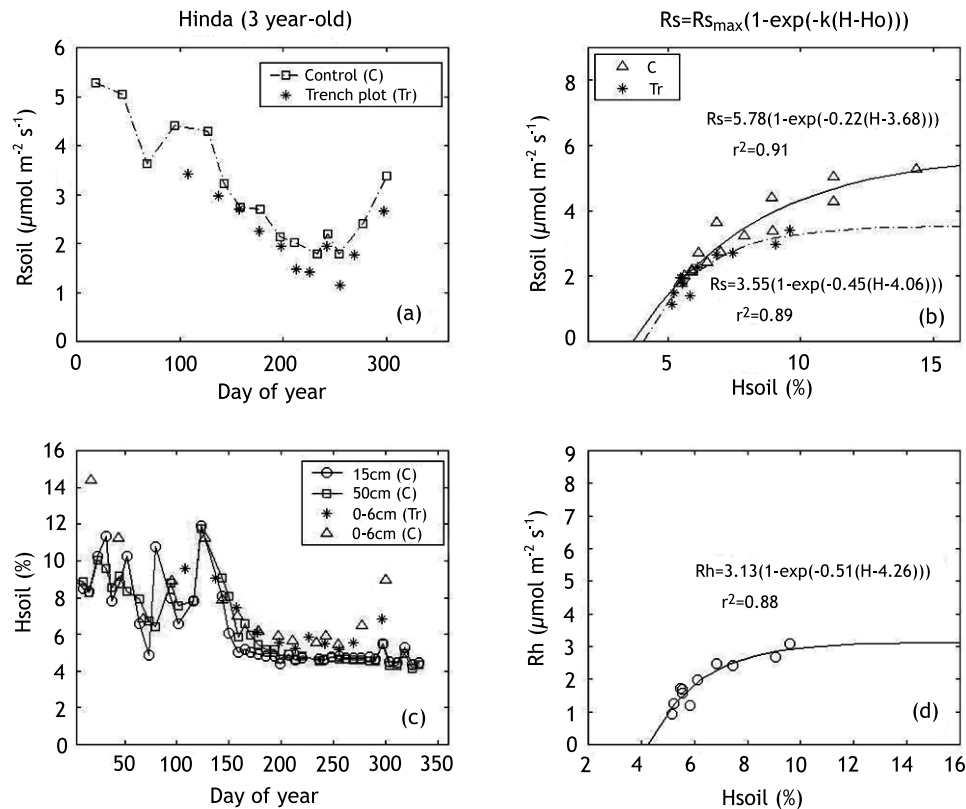 Hinda (3 year-old)
Rs=Rsmax(1-exp(-k(H-Ho)))
6
5
4
3
2
1
0
0
100
200
300
Rsoil (µmol m-2 s-1)
Day of year
Control (C)
Trench plot (Tr)
(a)
8
6
4
2
0
5
10
15
Rsoil (µmol m-2 s-1)
Hsoil (%)
C
Tr
Rs=5.78(1-exp(-0.22(H-3.68)))
r2=0.91
Rs=3.55(1-exp(-0.45(H-4.06)))
r2=0.89
(b)
16
14
12
10
8
6
4
2
0
50
100
150
200
250
300
350
Hsoil (%)
Day of year
15cm (C)
50cm (C)
0-6cm (Tr)
0-6cm (C)
(c)
9
8
7
6
5
4
3
2
1
0
2
4
6
8
10
12
14
16
Rh (µmol m-2 s-1)
Hsoil (%)
Rh=3.13(1-exp(-0.51(H-4.26)))
r2=0.88
(d)